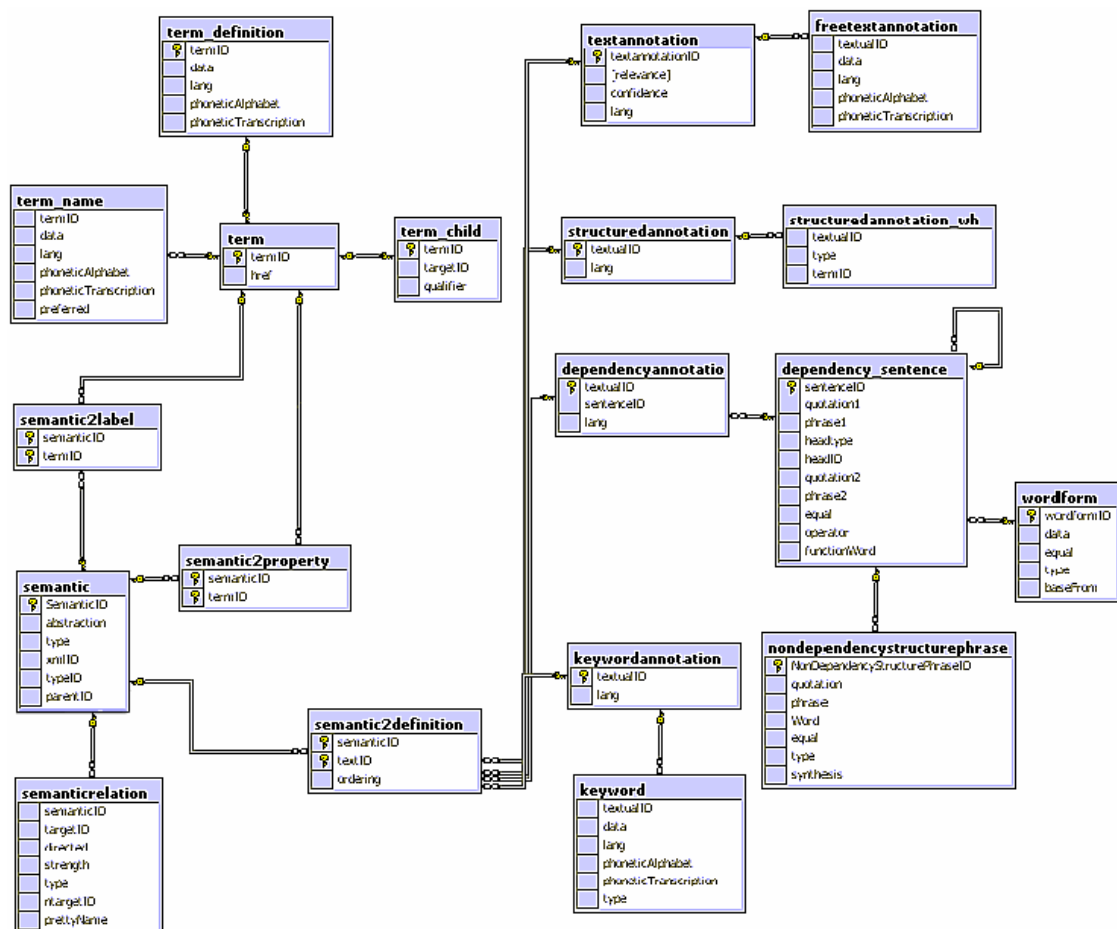 term_definition
termID
data
lang
phoneticAlphabet
phoneticTranscription
textannotation
textannotationID
[relevance]
confidence
lang
freetextannotation
textualID
data
lang
phoneticAlphabet
phoneticTranscription
term_name
termID
data
lang
phoneticAlphabet
phoneticTranscription
preferred
term
termID
href
term_child
termID
targetID
qualifier
structuredannotation
textualID
lang
structuredannotation_wh
textualID
type
termID
dependencyannotatio
textualID
sentenceID
lang
dependency_sentence
sentenceID
quotation1
phrase1
headtype
headID
quotation2
phrase2
equal
operator
functionWord
semantic2label
semanticID
termID
wordform
wordformID
data
equal
type
baseFrom
semantic2property
semanticID
termID
semantic
SemanticID
abstraction
type
xmlID
typeID
parentID
nondependencystructurephrase
NonDependencyStructurePhraseID
quotation
phrase
Word
equal
type
synthesis
keywordannotation
textualID
lang
semantic2definition
semanticID
textID
ordering
semanticrelation
semanticID
targetID
directed
strength
type
ntargetID
prettyName
keyword
textualID
data
lang
phoneticAlphabet
phoneticTranscription
type